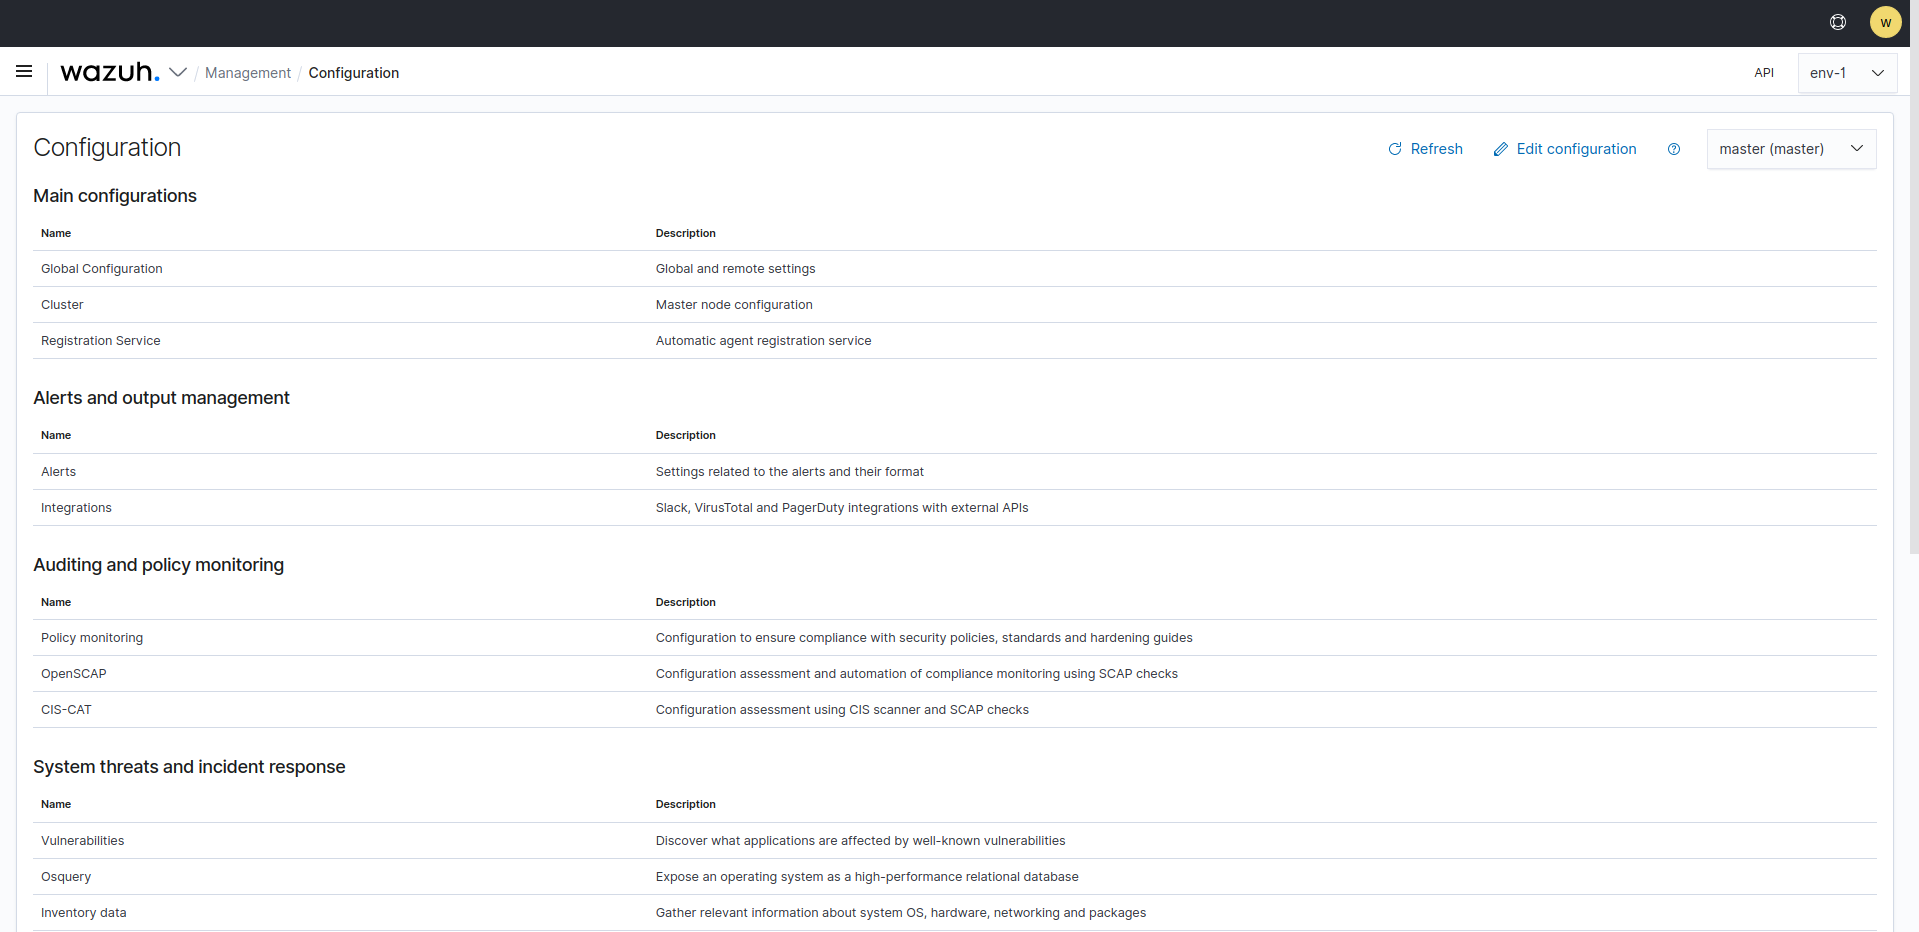 W
wazuh. / Management / Configuration API env-1
Configuration Refresh Edit configuration master (master)
Main configurations
Name Description
Global Configuration Global and remote settings
Cluster Master node configuration
Registration Service Automatic agent registration service
Alerts and output management
Name Description
Alerts Settings related to the alerts and their format
Integrations Slack, VirusTotal and PagerDuty integrations with external APIs
Auditing and policy monitoring
Name Description
Policy monitoring Configuration to ensure compliance with security policies, standards and hardening guides
OpenSCAP Configuration assessment and automation of compliance monitoring using SCAP checks
CIS-CAT Configuration assessment using CIS scanner and SCAP checks
System threats and incident response
Name Description
Vulnerabilities Discover what applications are affected by well-known vulnerabilities
Osquery Expose an operating system as a high-performance relational database
Inventory data Gather relevant information about system OS, hardware, networking and packages